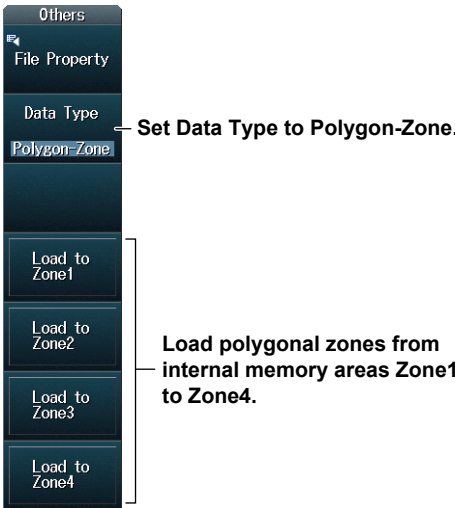 Others
File Property
Data Type
Polygon-Zone
Set Data Type to Polygon-Zone.
Load to
Zone1
Load to
Zone2
Load to
Zone3
Load to
Zone4
Load polygonal zones from
internal memory areas Zone1
to Zone4.